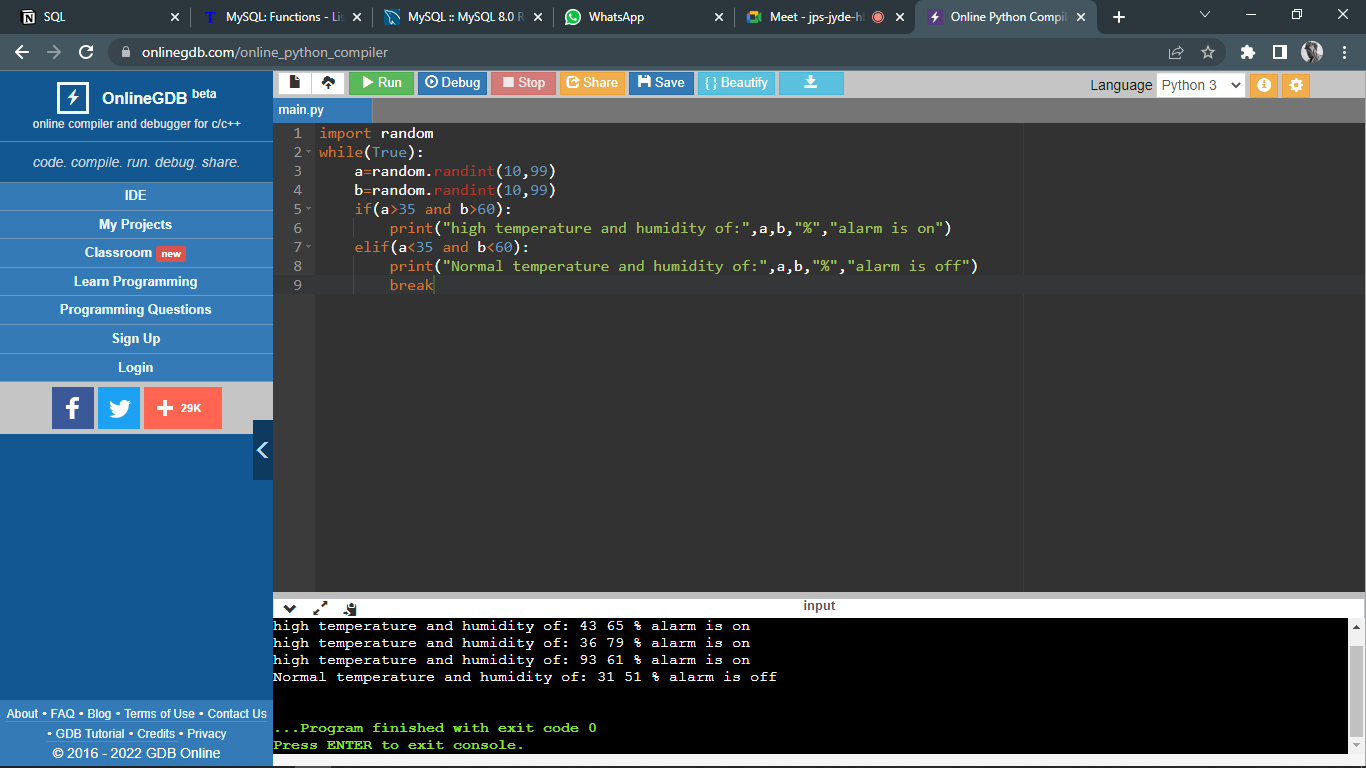 SQL
MySQL: Functions - Lis
MySQL :: MySQL 8.0 R
WhatsApp
Meet - jps-jyde-h
Online Python Compil
onlinegdb.com/online_python_compiler
OnlineGDB beta
online compiler and debugger for c/c++
code. compile. run. debug. share.
IDE
My Projects
Classroom new
Learn Programming
Programming Questions
Sign Up
Login
29K
About • FAQ • Blog • Terms of Use • Contact Us
• GDB Tutorial • Credits • Privacy
© 2016 - 2022 GDB Online
Run Debug Stop Share Save { } Beautify
Language Python 3
main.py
1 import random
2 while(True):
3     a=random.randint(10,99)
4     b=random.randint(10,99)
5     if(a>35 and b>60):
6         print("high temperature and humidity of:",a,b,"%","alarm is on")
7     elif(a<35 and b<60):
8         print("Normal temperature and humidity of:",a,b,"%","alarm is off")
9         break
input
high temperature and humidity of: 43 65 % alarm is on
high temperature and humidity of: 36 79 % alarm is on
high temperature and humidity of: 93 61 % alarm is on
Normal temperature and humidity of: 31 51 % alarm is off
...Program finished with exit code 0
Press ENTER to exit console.